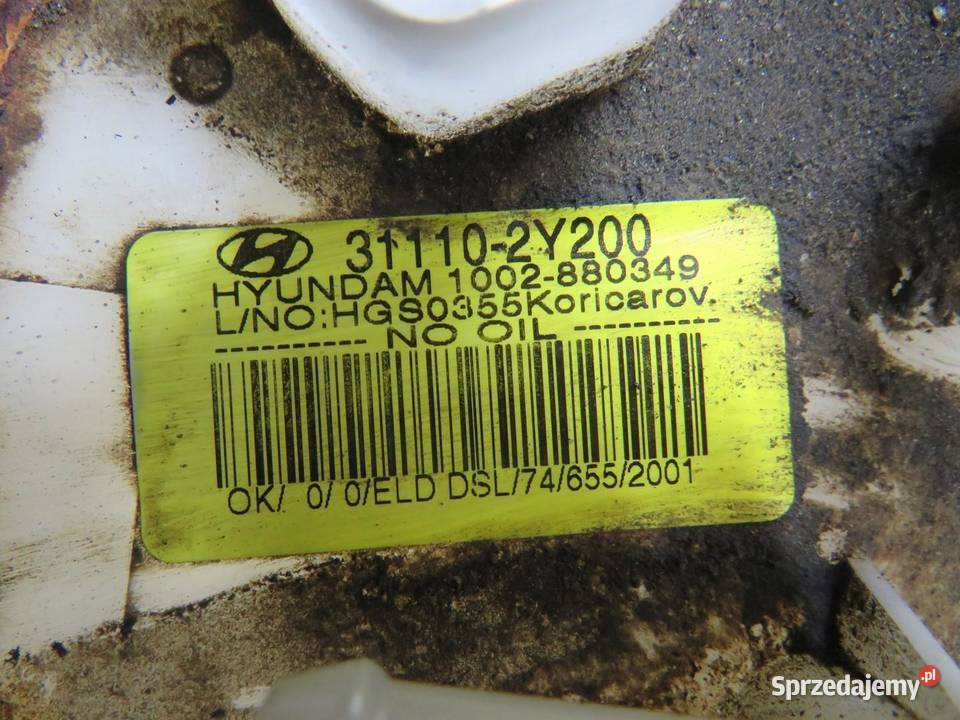 31110-2Y200
HYUNDAM 1002-880349
L/NO:HGS0355Koricarov.
---------- NO OIL ----------
OK/ 0/ 0/ELD DSL/74/655/2001
Sprzedajemy.pl